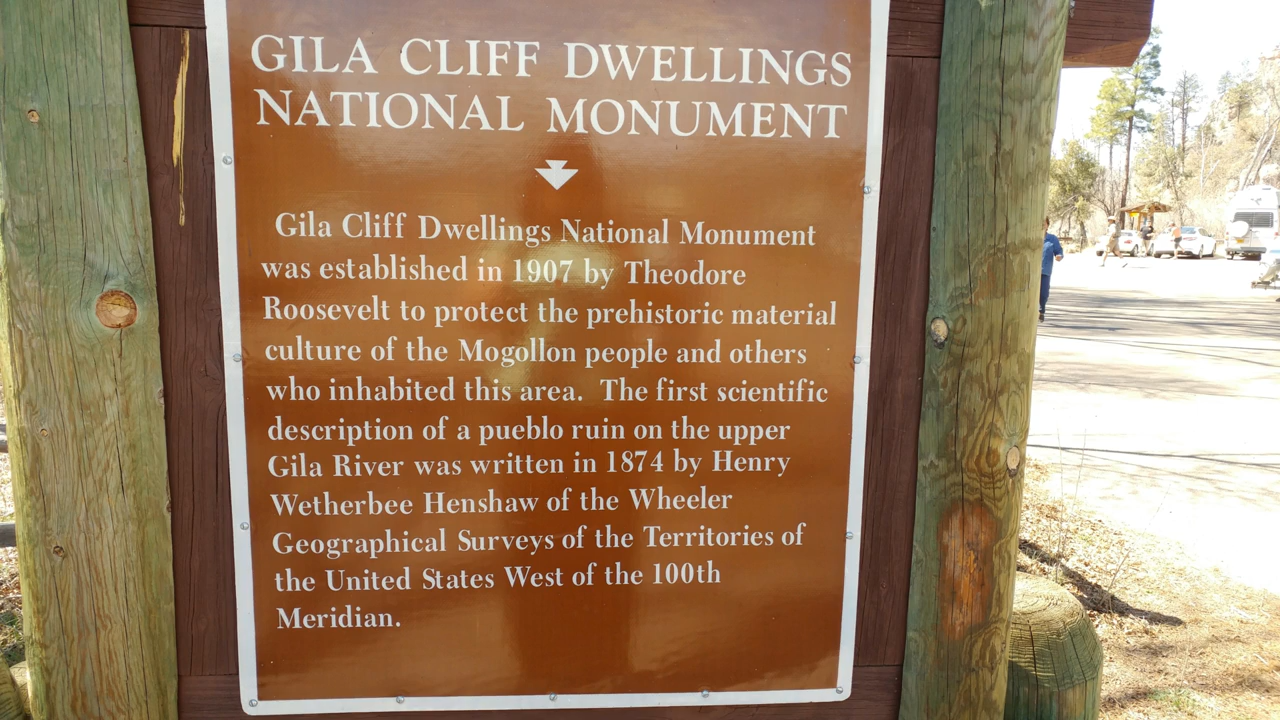 GILA CLIFF DWELLINGS
NATIONAL MONUMENT
Gila Cliff Dwellings National Monument
was established in 1907 by Theodore
Roosevelt to protect the prehistoric material
culture of the Mogollon people and others
who inhabited this area. The first scientific
description of a pueblo ruin on the upper
Gila River was written in 1874 by Henry
Wetherbee Henshaw of the Wheeler
Geographical Surveys of the Territories of
the United States West of the 100th
Meridian.